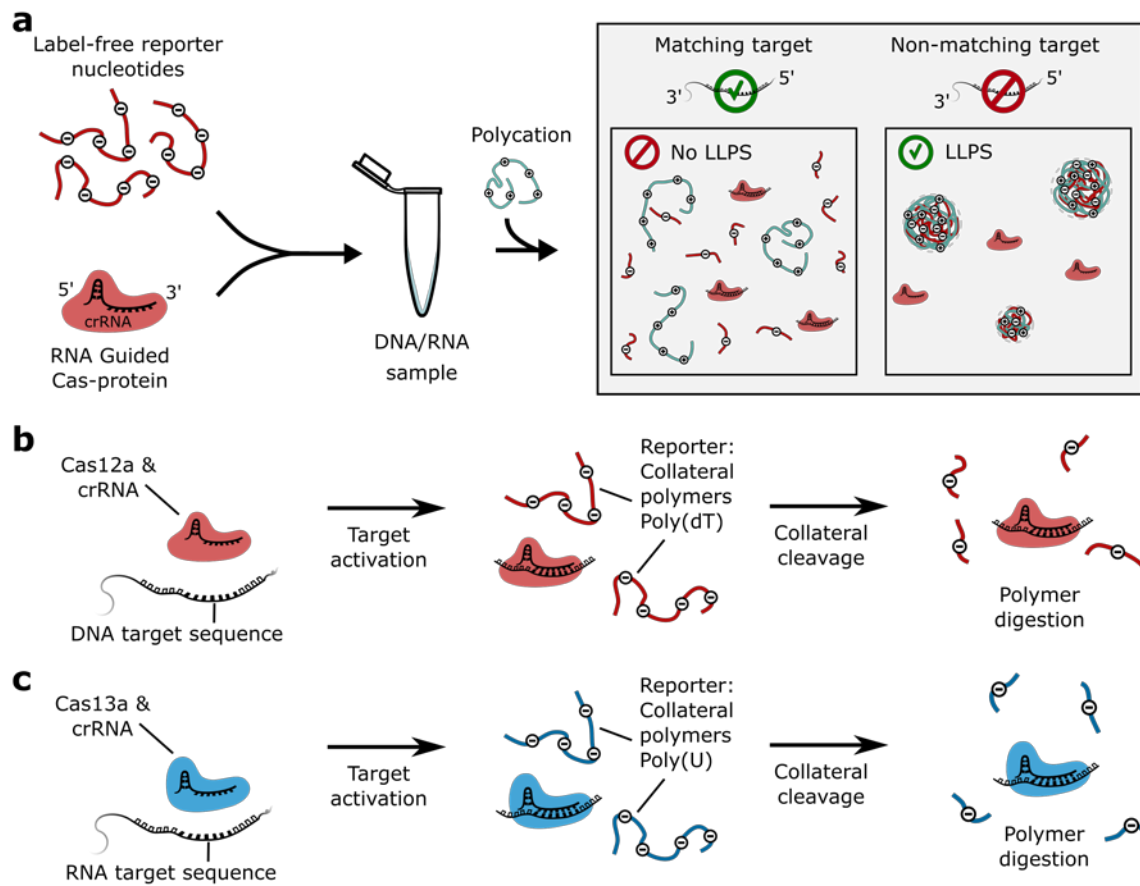 a
Label-free reporter
nucleotides
5'
3'
crRNA
RNA Guided
Cas-protein
DNA/RNA
sample
Polycation
Matching target
3'
5'
No LLPS
Non-matching target
3'
5'
LLPS
b
Cas12a &
crRNA
DNA target sequence
Target
activation
Reporter:
Collateral
polymers
Poly(dT)
Collateral
cleavage
Polymer
digestion
c
Cas13a &
crRNA
RNA target sequence
Target
activation
Reporter:
Collateral
polymers
Poly(U)
Collateral
cleavage
Polymer
digestion